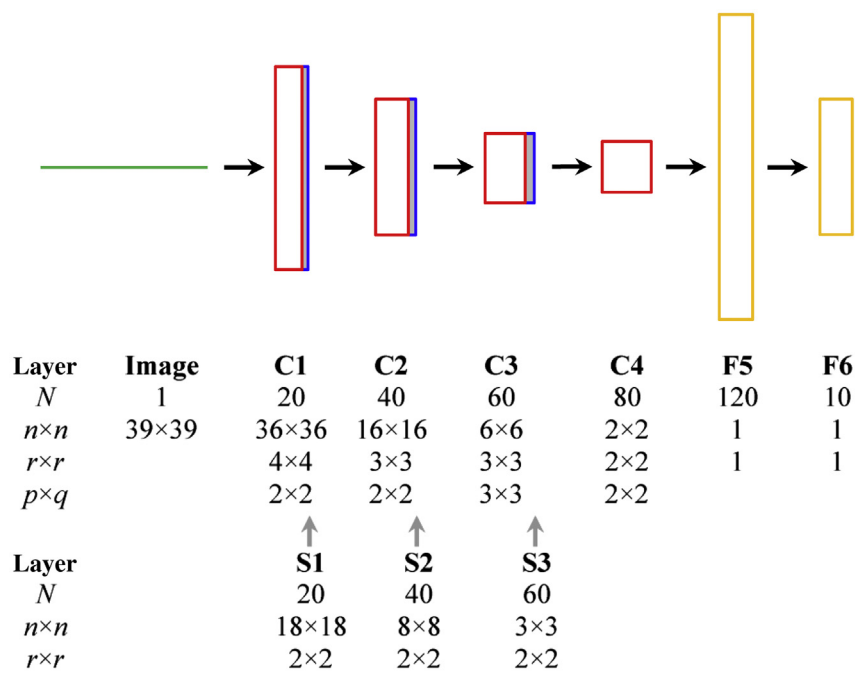 Layer Image C1 C2 C3 C4 F5 F6
N 1 20 40 60 80 120 10
n×n 39×39 36×36 16×16 6×6 2×2 1 1
r×r 4×4 3×3 3×3 2×2 1 1
p×q 2×2 2×2 3×3 2×2
Layer S1 S2 S3
N 20 40 60
n×n 18×18 8×8 3×3
r×r 2×2 2×2 2×2